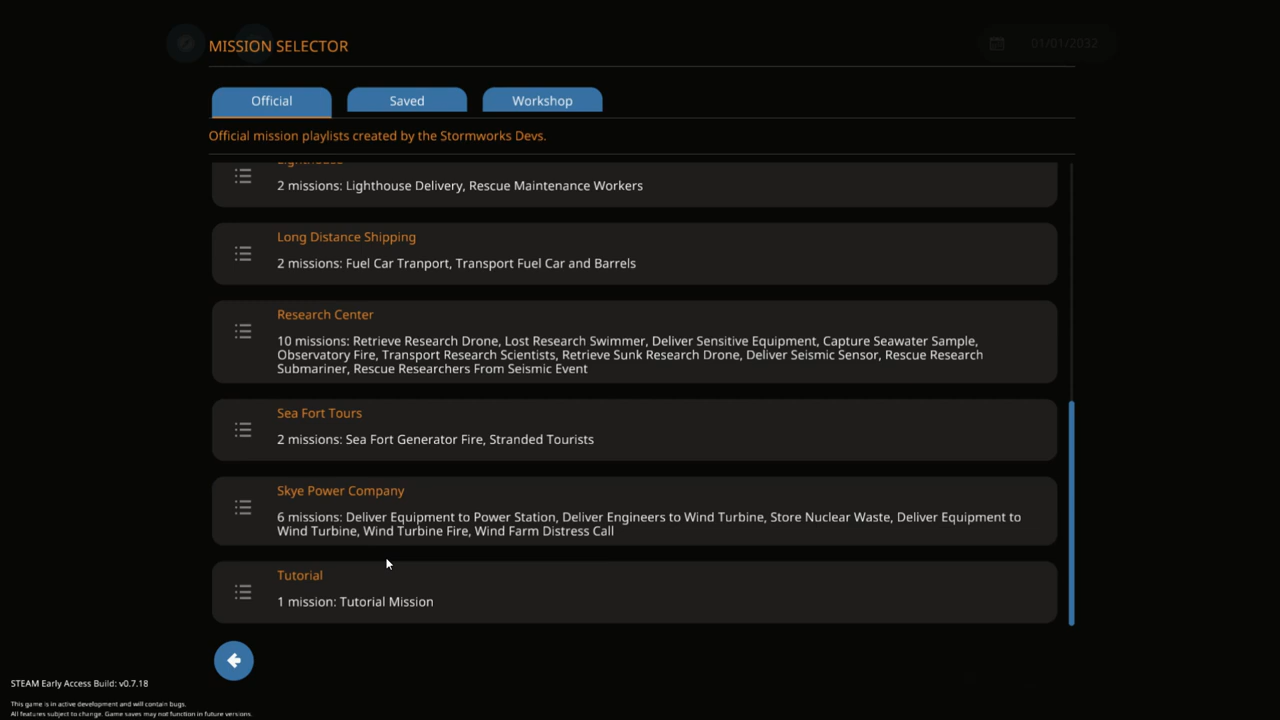 MISSION SELECTOR
01/01/2032
Official
Saved
Workshop
Official mission playlists created by the Stormworks Devs.
Lighthouse
2 missions: Lighthouse Delivery, Rescue Maintenance Workers
Long Distance Shipping
2 missions: Fuel Car Tranport, Transport Fuel Car and Barrels
Research Center
10 missions: Retrieve Research Drone, Lost Research Swimmer, Deliver Sensitive Equipment, Capture Seawater Sample,
Observatory Fire, Transport Research Scientists, Retrieve Sunk Research Drone, Deliver Seismic Sensor, Rescue Research
Submariner, Rescue Researchers From Seismic Event
Sea Fort Tours
2 missions: Sea Fort Generator Fire, Stranded Tourists
Skye Power Company
6 missions: Deliver Equipment to Power Station, Deliver Engineers to Wind Turbine, Store Nuclear Waste, Deliver Equipment to
Wind Turbine, Wind Turbine Fire, Wind Farm Distress Call
Tutorial
1 mission: Tutorial Mission
STEAM Early Access Build: v0.7.18
This game is in active development and will contain bugs.
All features subject to change. Game saves may not function in future versions.